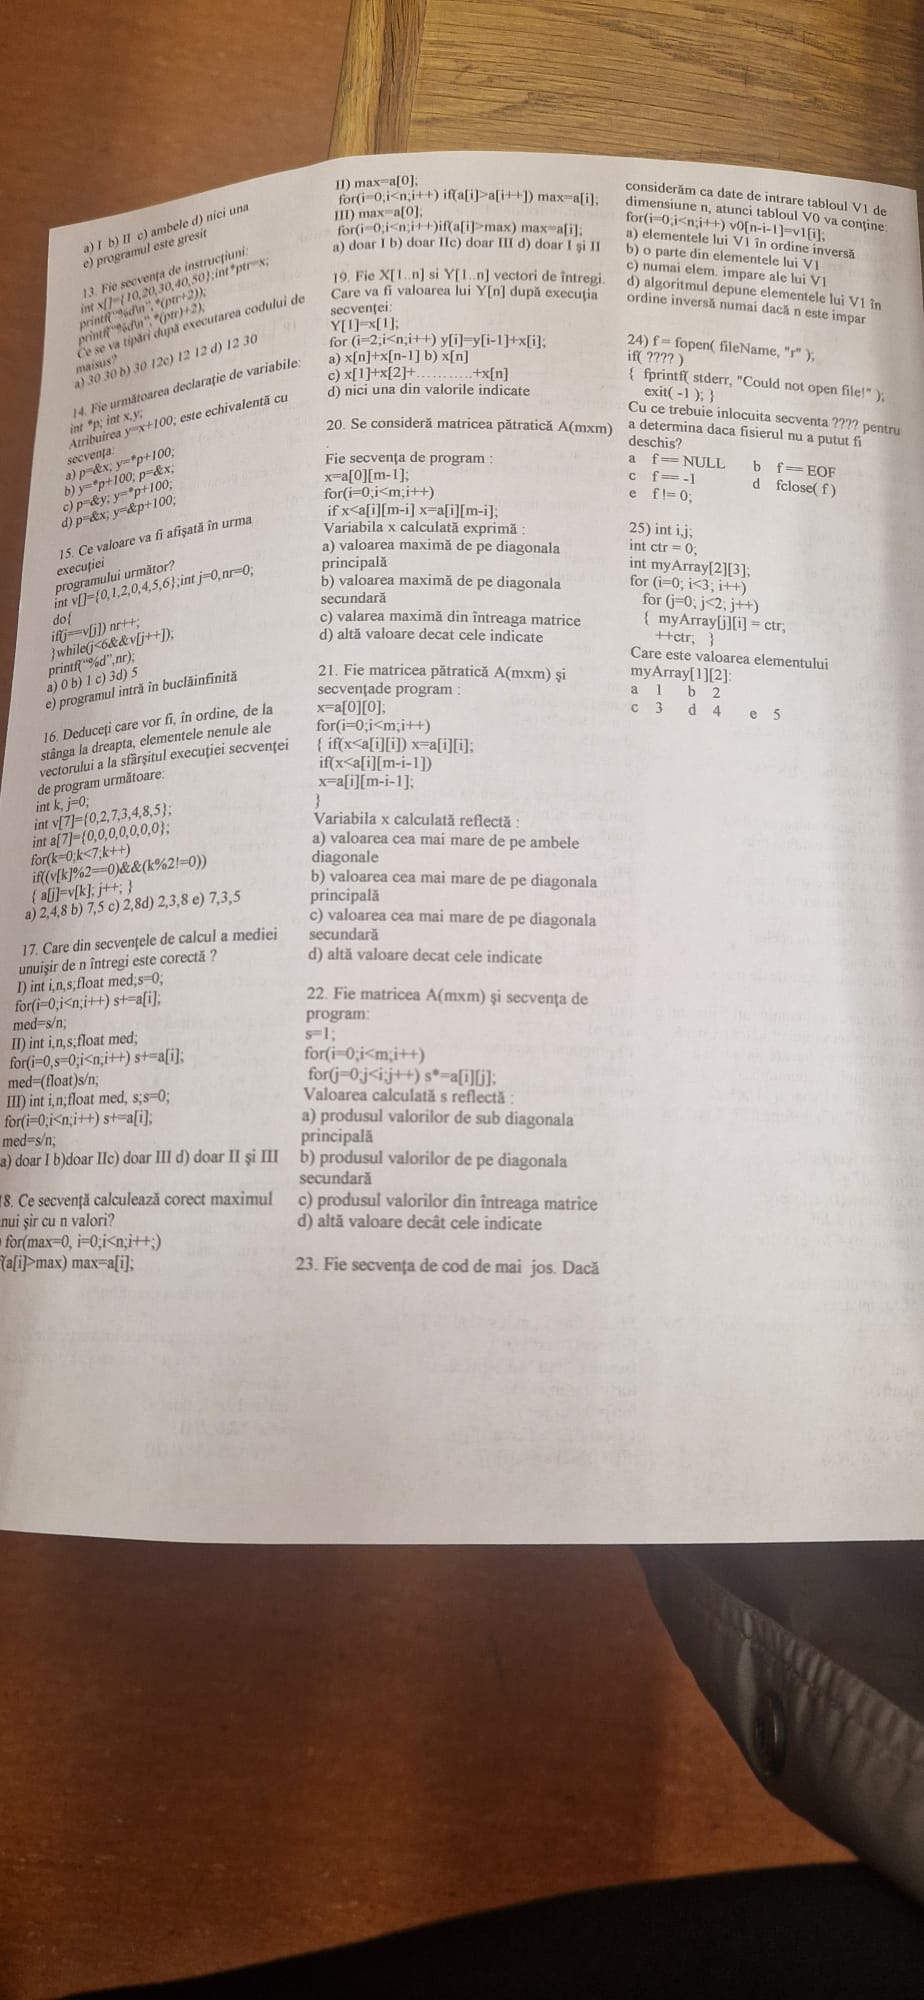 a) I b) II c) ambele d) nici una
e) programul este gresit
13. Fie secvenţa de instrucţiuni:
int x[]={10,20,30,40,50};int*ptr=x;
printf("%d\n",*(ptr+2));
printf("%d\n",*(ptr)+2);
Ce se va tipări după executarea codului de
maisus?
a) 30 30 b) 30 12c) 12 12 d) 12 30
14. Fie următoarea declaraţie de variabile:
int *p; int x,y;
Atribuirea y=x+100; este echivalentă cu
secvenţa:
a) p=&x; y=*p+100;
b) y=*p+100; p=&x;
c) p=&y; y=*p+100;
d) p=&x; y=&p+100;
15. Ce valoare va fi afişată în urma
execuţiei
programului următor?
int v[]={0,1,2,0,4,5,6};int j=0,nr=0;
do{
if(j==v[j]) nr++;
}while(j<6&&v[j++]);
printf("%d",nr);
a) 0 b) 1 c) 3d) 5
e) programul intră în buclăinfinită
16. Deduceţi care vor fi, în ordine, de la
stânga la dreapta, elementele nenule ale
vectorului a la sfârşitul execuţiei secvenţei
de program următoare:
int k, j=0;
int v[7]={0,2,7,3,4,8,5};
int a[7]={0,0,0,0,0,0,0};
for(k=0;k<7;k++)
if((v[k]%2==0)&&(k%2!=0))
{ a[j]=v[k]; j++; }
a) 2,4,8 b) 7,5 c) 2,8d) 2,3,8 e) 7,3,5
17. Care din secvenţele de calcul a mediei
unuişir de n întregi este corectă ?
I) int i,n,s;float med;s=0;
for(i=0;i<n;i++) s+=a[i];
med=s/n;
II) int i,n,s;float med;
for(i=0,s=0;i<n;i++) s+=a[i];
med=(float)s/n;
III) int i,n;float med, s;s=0;
for(i=0;i<n;i++) s+=a[i];
med=s/n;
a) doar I b)doar IIc) doar III d) doar II şi III
8. Ce secvenţă calculează corect maximul
nui şir cu n valori?
for(max=0, i=0;i<n;i++;)
(a[i]>max) max=a[i];
II) max=a[0];
for(i=0;i<n;i++) if(a[i]>a[i++]) max=a[i];
III) max=a[0];
for(i=0;i<n;i++)if(a[i]>max) max=a[i];
a) doar I b) doar IIc) doar III d) doar I şi II
19. Fie X[1..n] si Y[1..n] vectori de întregi.
Care va fi valoarea lui Y[n] după execuţia
secvenţei:
Y[1]=x[1];
for (i=2;i<n;i++) y[i]=y[i-1]+x[i];
a) x[n]+x[n-1] b) x[n]
c) x[1]+x[2]+...........+x[n]
d) nici una din valorile indicate
20. Se consideră matricea pătratică A(mxm)
.
Fie secvenţa de program :
x=a[0][m-1];
for(i=0;i<m;i++)
if x<a[i][m-i] x=a[i][m-i];
Variabila x calculată exprimă :
a) valoarea maximă de pe diagonala
principală
b) valoarea maximă de pe diagonala
secundară
c) valarea maximă din întreaga matrice
d) altă valoare decat cele indicate
21. Fie matricea pătratică A(mxm) şi
secvenţade program :
x=a[0][0];
for(i=0;i<m;i++)
{ if(x<a[i][i]) x=a[i][i];
if(x<a[i][m-i-1])
x=a[i][m-i-1];
}
Variabila x calculată reflectă :
a) valoarea cea mai mare de pe ambele
diagonale
b) valoarea cea mai mare de pe diagonala
principală
c) valoarea cea mai mare de pe diagonala
secundară
d) altă valoare decat cele indicate
22. Fie matricea A(mxm) şi secvenţa de
program:
s=1;
for(i=0;i<m;i++)
for(j=0;j<i;j++) s*=a[i][j];
Valoarea calculată s reflectă :
a) produsul valorilor de sub diagonala
principală
b) produsul valorilor de pe diagonala
secundară
c) produsul valorilor din întreaga matrice
d) altă valoare decât cele indicate
23. Fie secvenţa de cod de mai jos. Dacă
considerăm ca date de intrare tabloul V1 de
dimensiune n, atunci tabloul V0 va conţine:
for(i=0;i<n;i++) v0[n-i-1]=v1[i];
a) elementele lui V1 în ordine inversă
b) o parte din elementele lui V1
c) numai elem. impare ale lui V1
d) algoritmul depune elementele lui V1 în
ordine inversă numai dacă n este impar
24) f = fopen( fileName, "r" );
if( ???? )
{ fprintf( stderr, "Could not open file!" );
exit( -1 ); }
Cu ce trebuie inlocuita secventa ???? pentru
a determina daca fisierul nu a putut fi
deschis?
a f== NULL b f== EOF
c f== -1 d fclose( f )
e f != 0;
25) int i,j;
int ctr = 0;
int myArray[2][3];
for (i=0; i<3; i++)
for (j=0; j<2; j++)
{ myArray[j][i] = ctr;
++ctr; }
Care este valoarea elementului
myArray[1][2]:
a 1 b 2
c 3 d 4 e 5